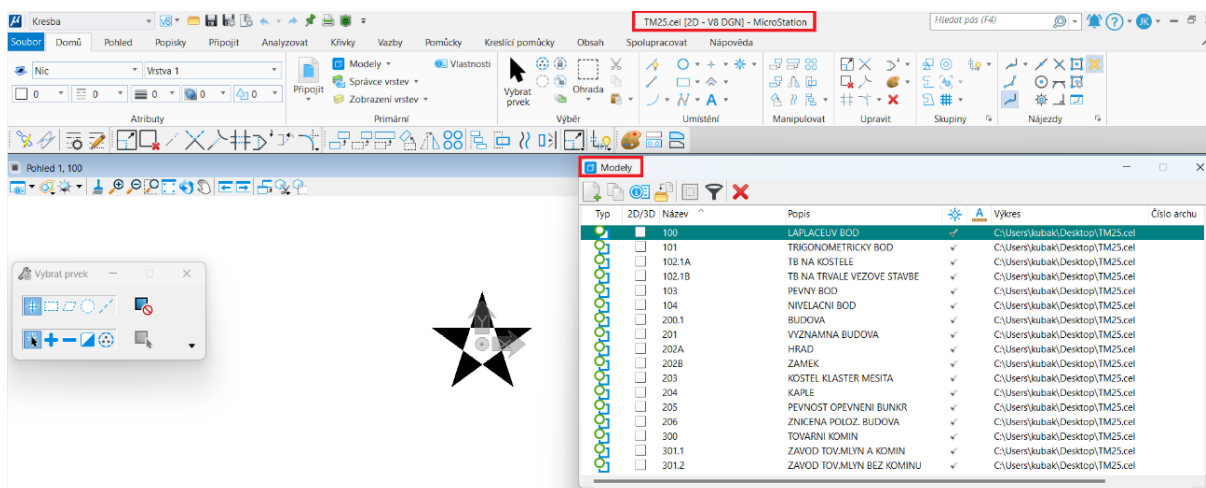 Kresba TM25.cel [2D - V8 DGN] - MicroStation Hledat pás (F4) JK
Soubor Domů Pohled Popisky Připojit Analyzovat Křivky Vazby Pomůcky Kreslící pomůcky Obsah Spolupracovat Nápověda
Nic Vrstva 1
0 0 0 0 0
Atributy
Připojit
Modely
Správce vrstev
Zobrazení vrstev
Vlastnosti
Primární
Vybrat prvek
Ohrada
Výběr
Umístění
Manipulovat
Upravit
Skupiny
Nájezdy
Pohled 1, 100
Vybrat prvek
Modely
Typ 2D/3D Název Popis Výkres Číslo archu
100 LAPLACEUV BOD C:\Users\kubak\Desktop\TM25.cel
101 TRIGONOMETRICKY BOD C:\Users\kubak\Desktop\TM25.cel
102.1A TB NA KOSTELE C:\Users\kubak\Desktop\TM25.cel
102.1B TB NA TRVALE VEZOVE STAVBE C:\Users\kubak\Desktop\TM25.cel
103 PEVNY BOD C:\Users\kubak\Desktop\TM25.cel
104 NIVELACNI BOD C:\Users\kubak\Desktop\TM25.cel
200.1 BUDOVA C:\Users\kubak\Desktop\TM25.cel
201 VYZNAMNA BUDOVA C:\Users\kubak\Desktop\TM25.cel
202A HRAD C:\Users\kubak\Desktop\TM25.cel
202B ZAMEK C:\Users\kubak\Desktop\TM25.cel
203 KOSTEL KLASTER MESITA C:\Users\kubak\Desktop\TM25.cel
204 KAPLE C:\Users\kubak\Desktop\TM25.cel
205 PEVNOST OPEVNENI BUNKR C:\Users\kubak\Desktop\TM25.cel
206 ZNICENA POLOZ. BUDOVA C:\Users\kubak\Desktop\TM25.cel
300 TOVARNI KOMIN C:\Users\kubak\Desktop\TM25.cel
301.1 ZAVOD TOV.MLYN A KOMIN C:\Users\kubak\Desktop\TM25.cel
301.2 ZAVOD TOV.MLYN BEZ KOMINU C:\Users\kubak\Desktop\TM25.cel